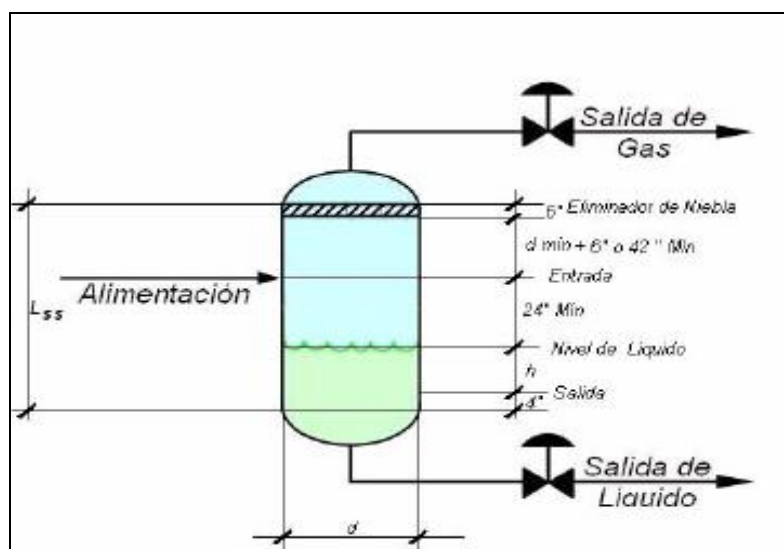 Salida de
Gas
6" Eliminador de Niebla
d min + 6" o 42" Min
Entrada
Alimentación
Lss
24" Min
Nivel de Liquido
h
Salida
4"
Salida de
Liquido
d